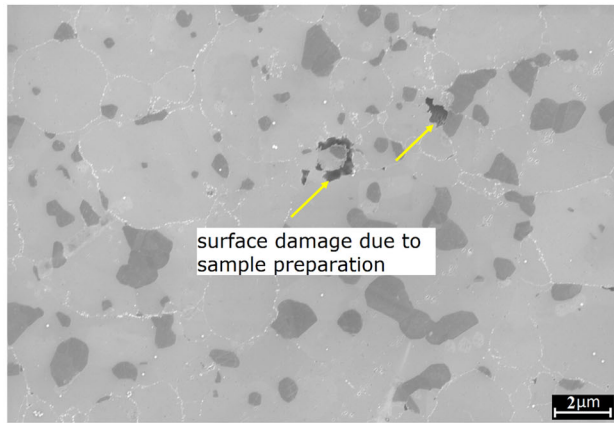 surface damage due to
sample preparation
2μm